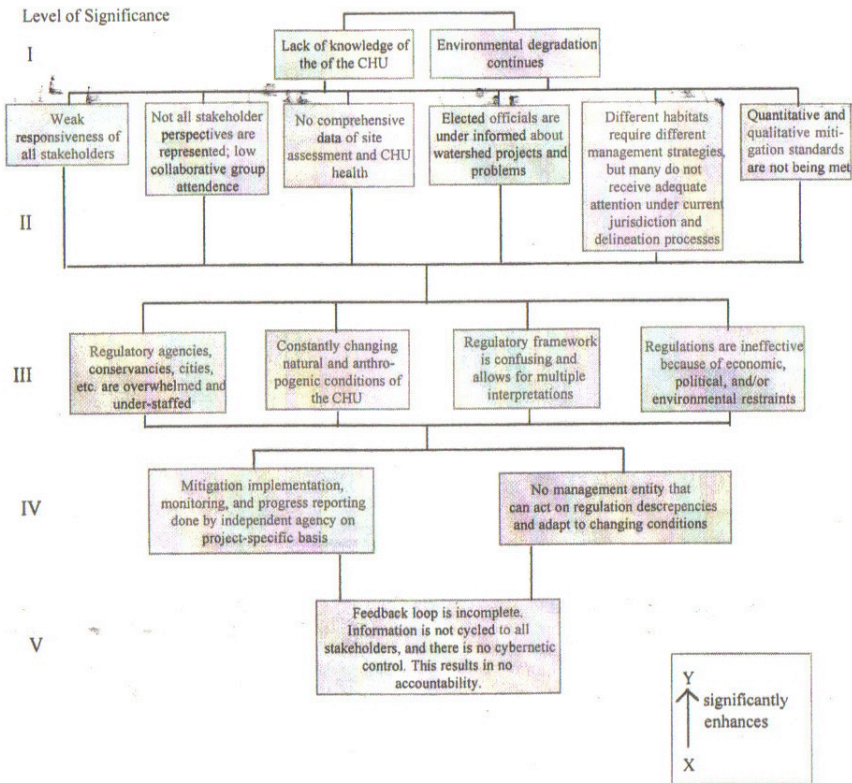 Level of Significance
I
Lack of knowledge of
the of the CHU
Environmental degradation
continues
Weak
responsiveness of
all stakeholders
Not all stakeholder
perspectives are
represented; low
collaborative group
attendence
No comprehensive
data of site
assessment and CHU
health
Elected officials are
under informed about
watershed projects and
problems
Different habitats
require different
management strategies,
but many do not
receive adequate
attention under current
jurisdiction and
delineation processes
Quantitative and
qualitative miti-
gation standards
are not being met
II
III
Regulatory agencies,
conservancies, cities,
etc. are overwhelmed and
under-staffed
Constantly changing
natural and anthro-
pogenic conditions of
the CHU
Regulatory framework
is confusing and
allows for multiple
interpretations
Regulations are ineffective
because of economic,
political, and/or
environmental restraints
IV
Mitigation implementation,
monitoring, and progress reporting
done by independent agency on
project-specific basis
No management entity that
can act on regulation descrepencies
and adapt to changing conditions
V
Feedback loop is incomplete.
Information is not cycled to all
stakeholders, and there is no cybernetic
control. This results in no
accountability.
Y
significantly
enhances
X